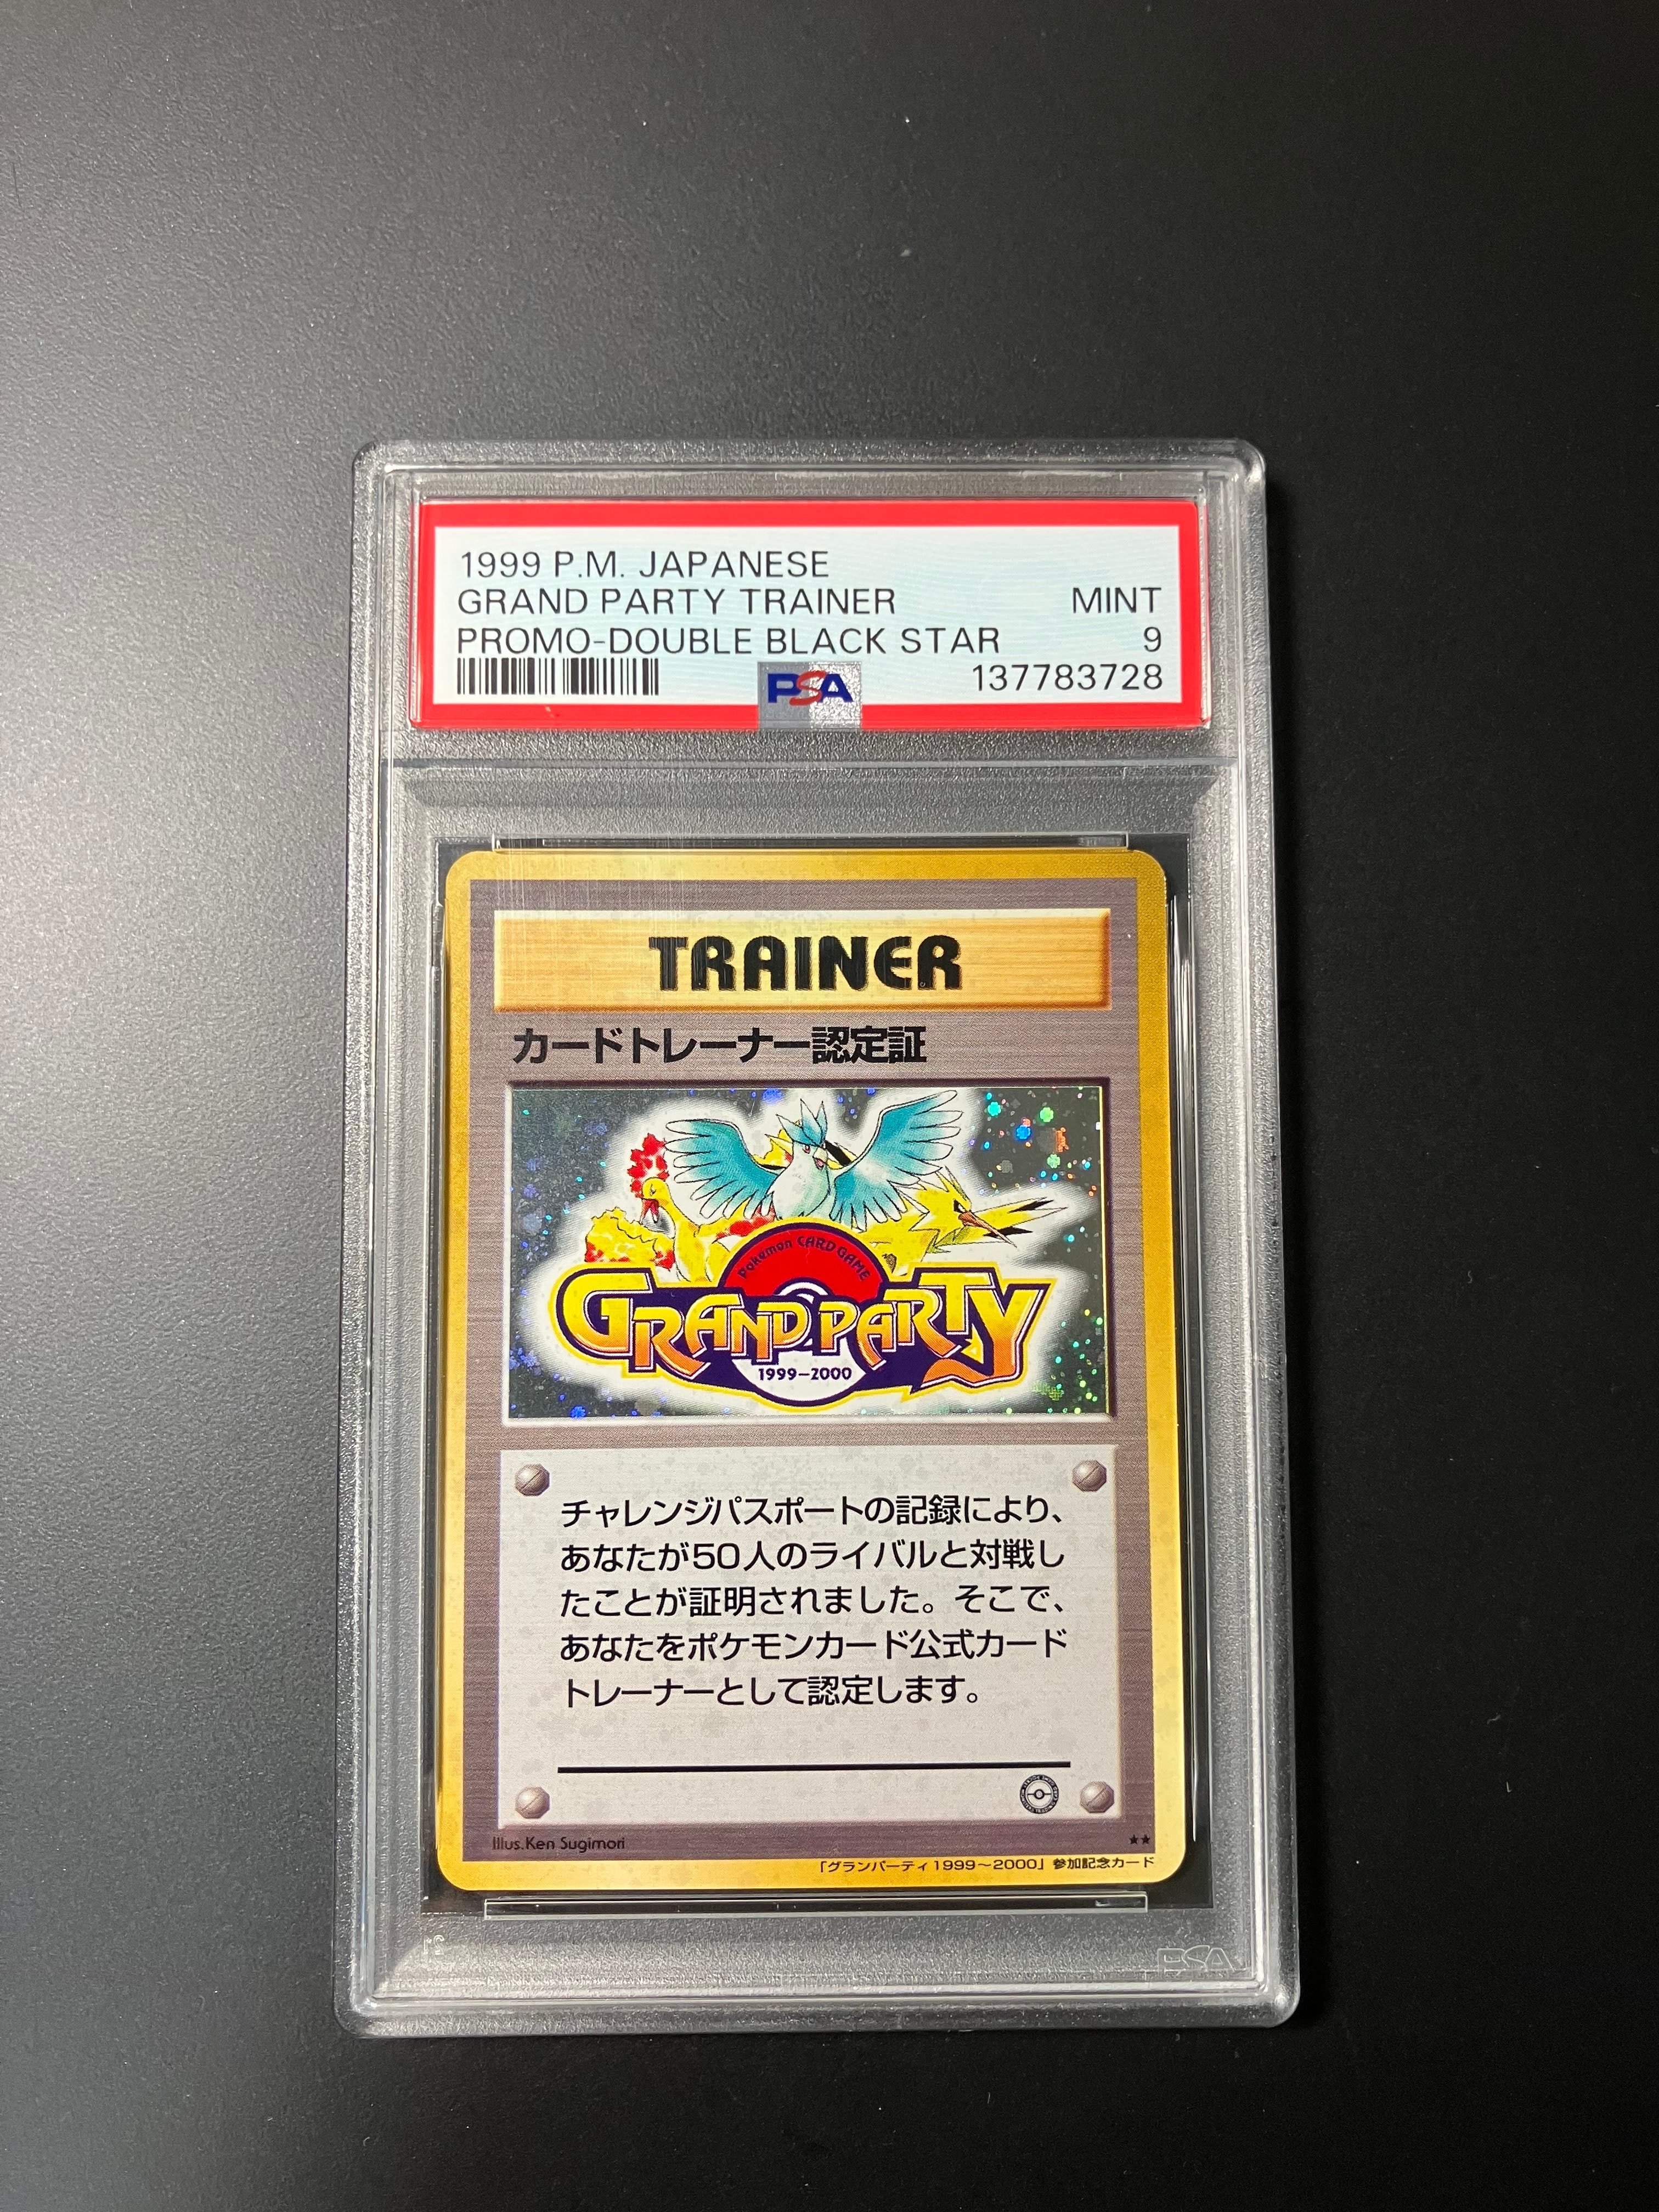 1999 P.M. JAPANESE
GRAND PARTY TRAINER MINT
PROMO-DOUBLE BLACK STAR 9
PSA 137783728
TRAINER
カードトレーナー認定証
Pokémon CARD GAME
GRAND PARTY
1999–2000
チャレンジパスポートの記録により、
あなたが50人のライバルと対戦し
たことが証明されました。そこで、
あなたをポケモンカード公式カード
トレーナーとして認定します。
Illus.Ken Sugimori ★★
「グランパーティ1999〜2000」参加記念カード
PSA